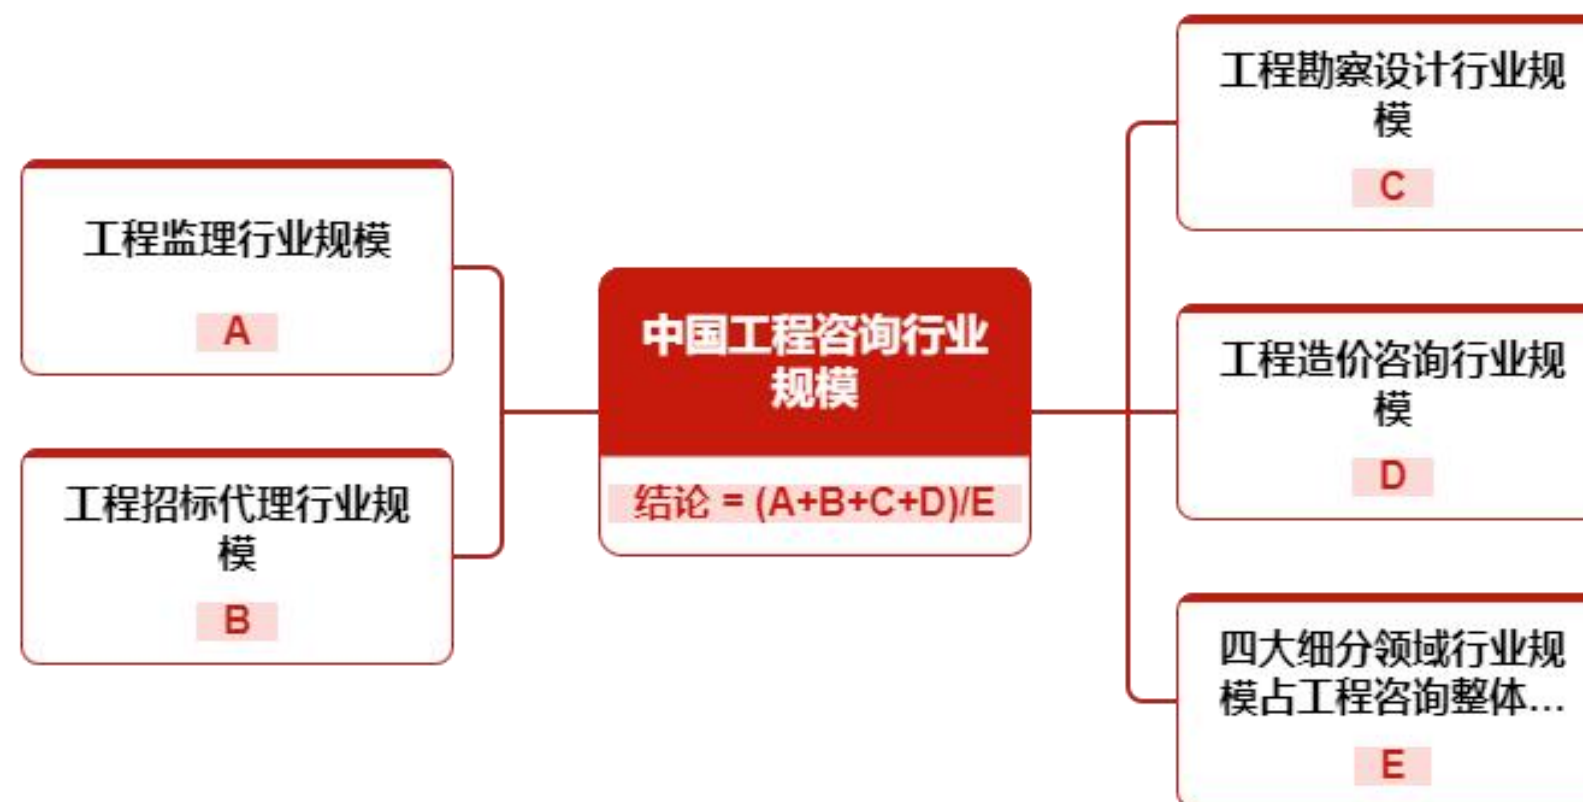 工程监理行业规模
A
工程招标代理行业规
模
B
中国工程咨询行业
规模
结论 = (A+B+C+D)/E
工程勘察设计行业规
模
C
工程造价咨询行业规
模
D
四大细分领域行业规
模占工程咨询整体...
E